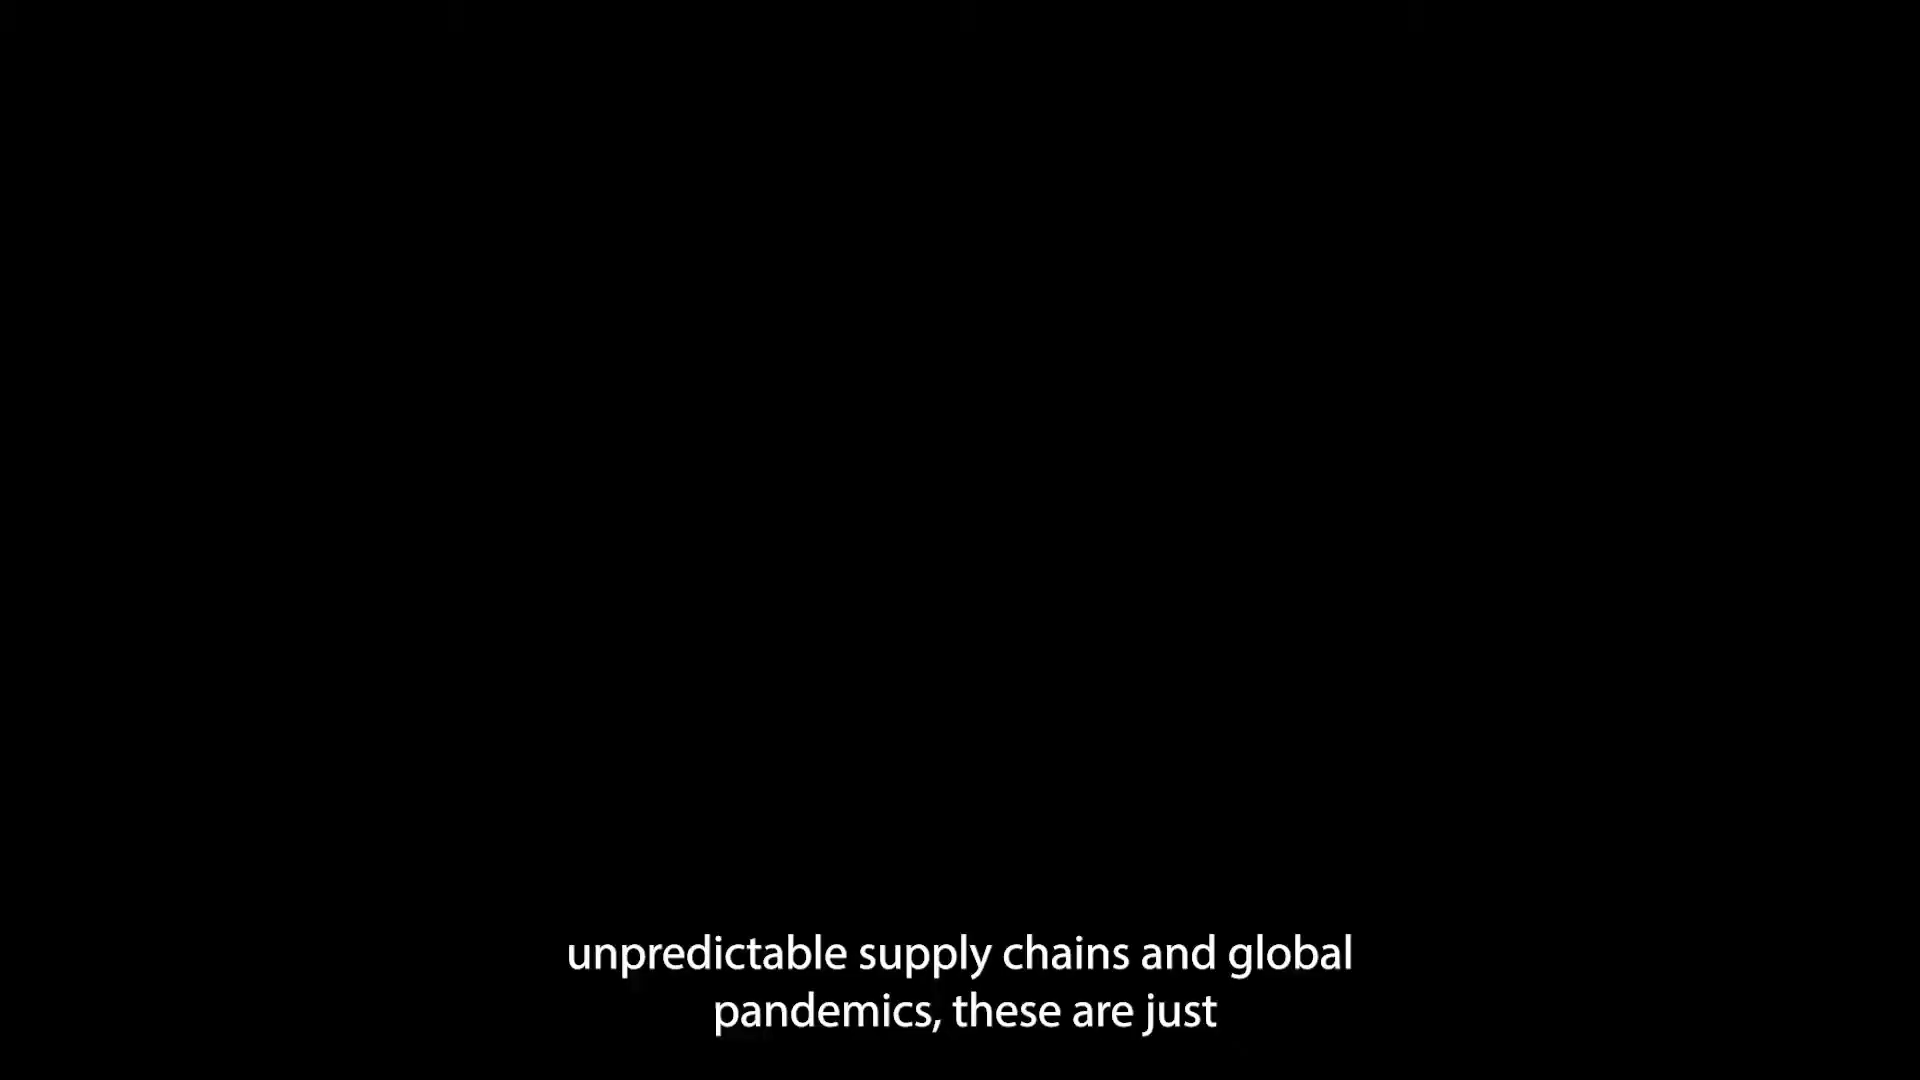 unpredictable supply chains and global
pandemics, these are just